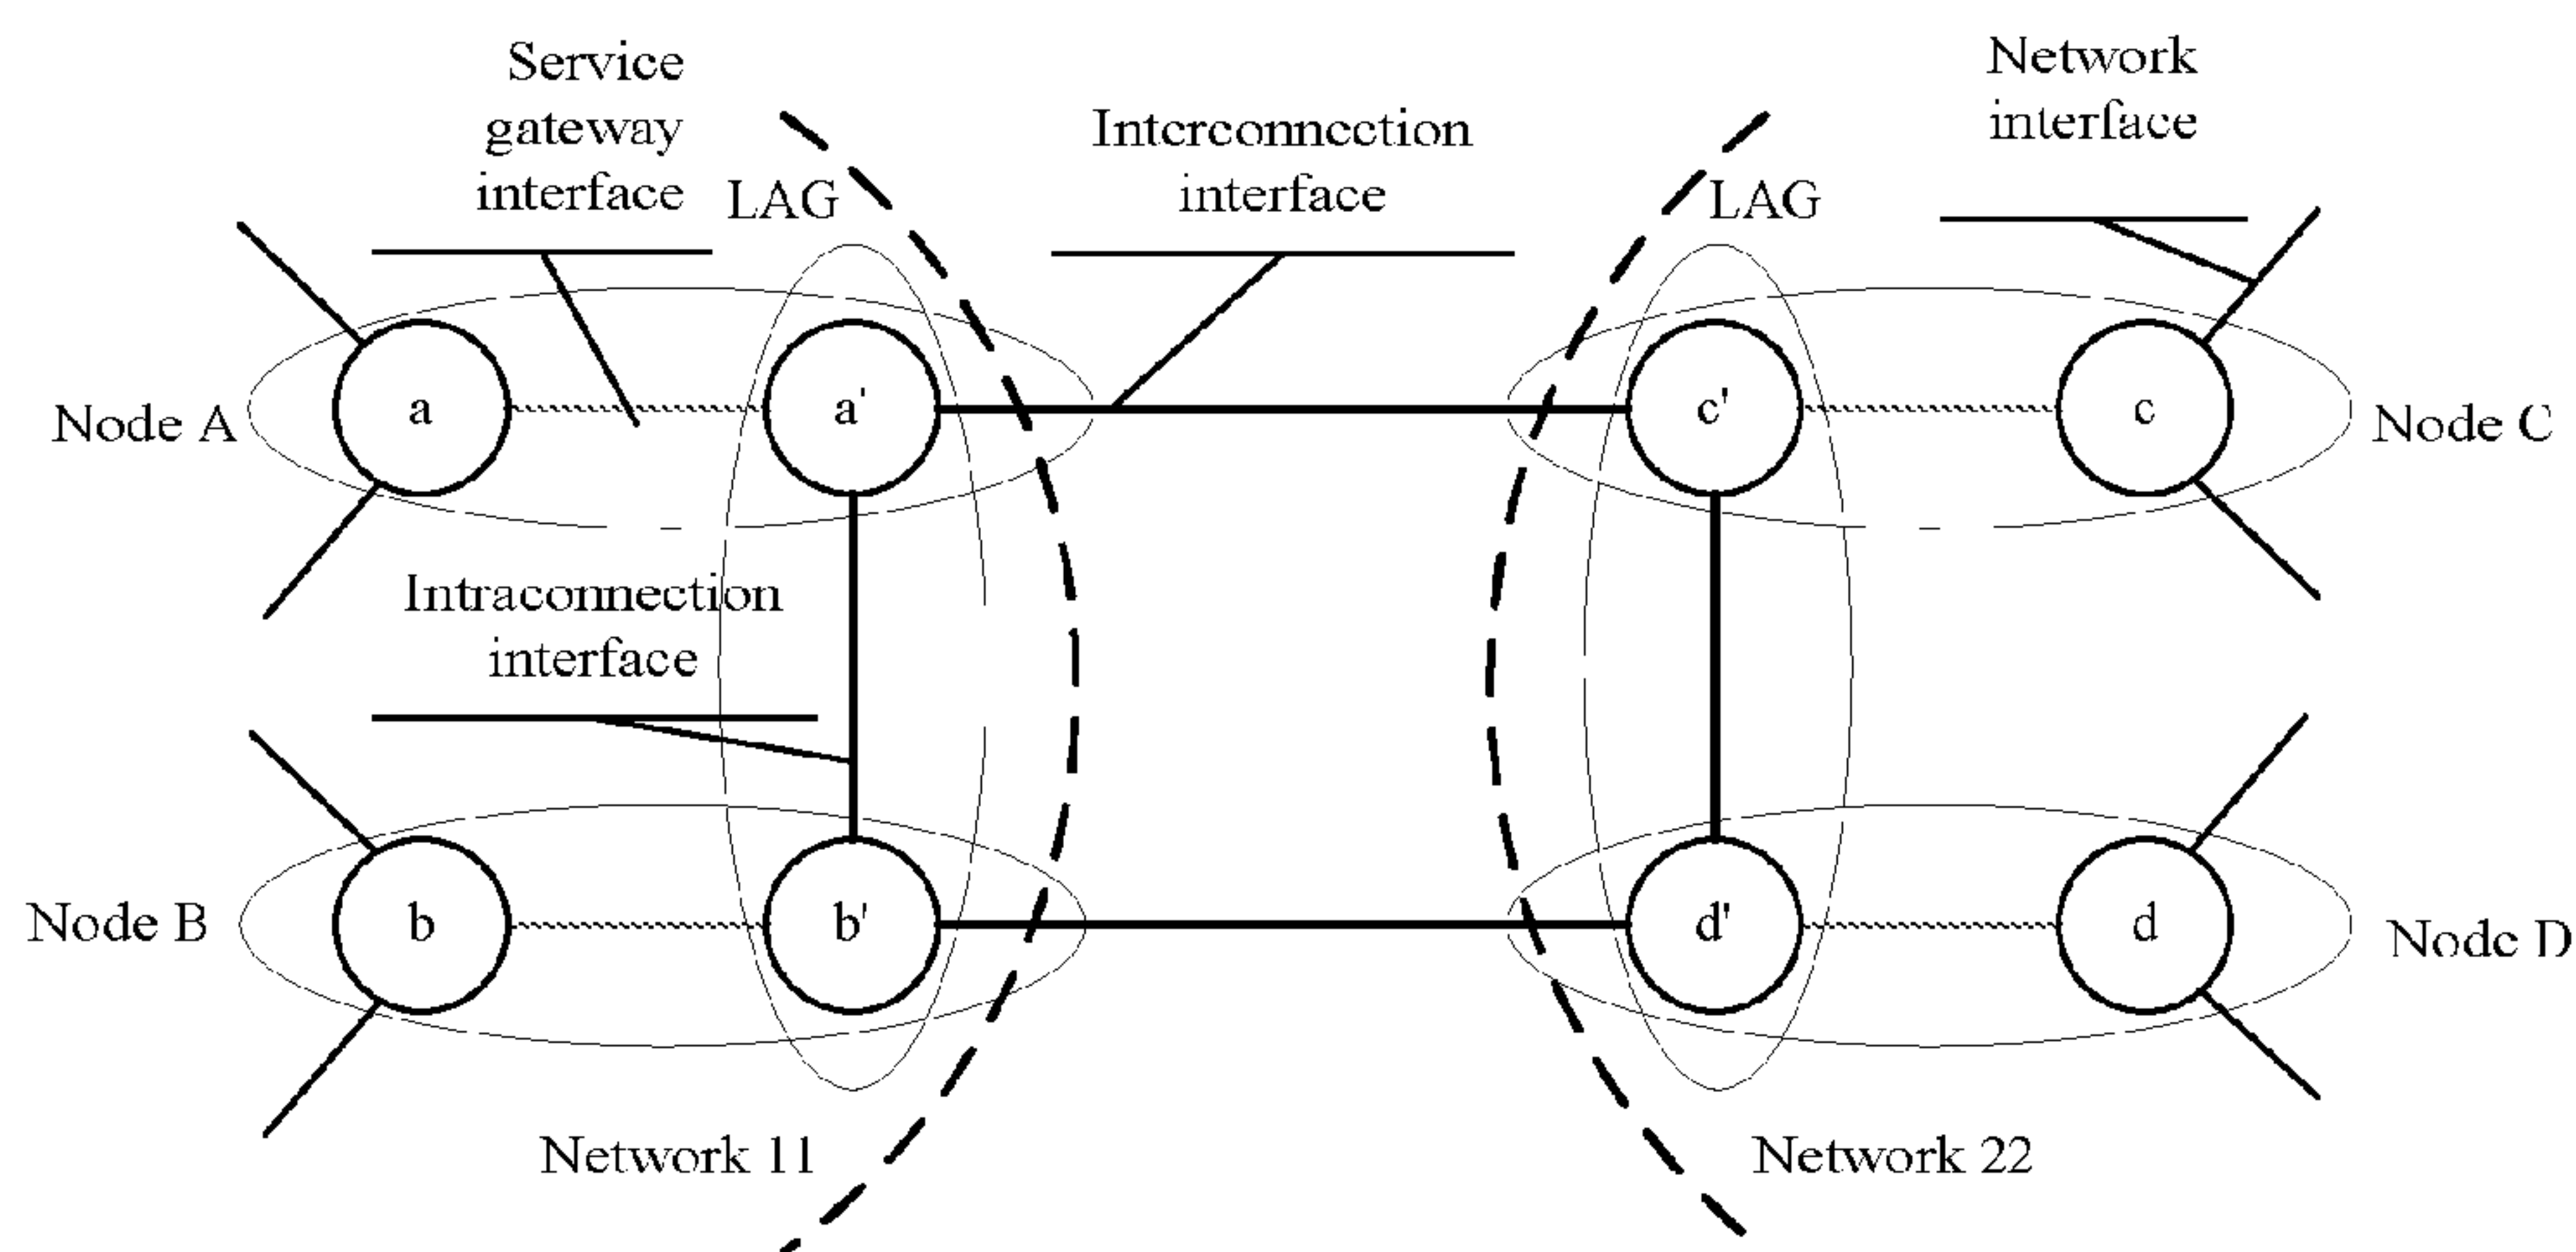 Service
gateway
interface
LAG
Interconnection
interface
LAG
Network
interface
Node A
a
a'
c'
c
Node C
Intraconnection
interface
Node B
b
b'
d'
d
Node D
Network 11
Network 22